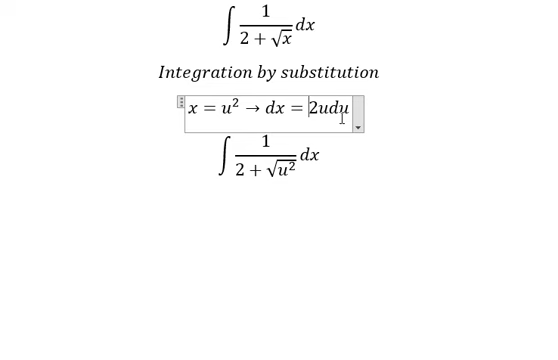 ∫ 1/(2 + √x) dx
Integration by substitution
x = u² → dx = 2udu
∫ 1/(2 + √u²) dx